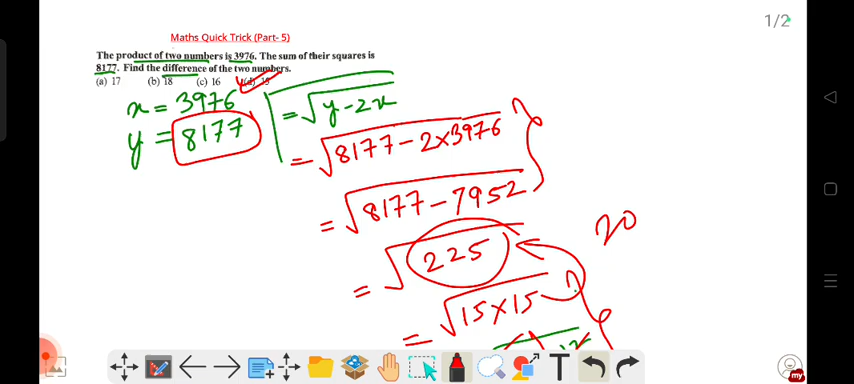 1/2
Maths Quick Trick (Part- 5)
The product of two numbers is 3976. The sum of their squares is
8177. Find the difference of the two numbers.
(a) 17 (b) 18 (c) 16 (d) 15
x = 3976
y = 8177
= √y - 2x
= √8177 - 2×3976
= √8177 - 7952
20
= √225
= √15×15
T
my